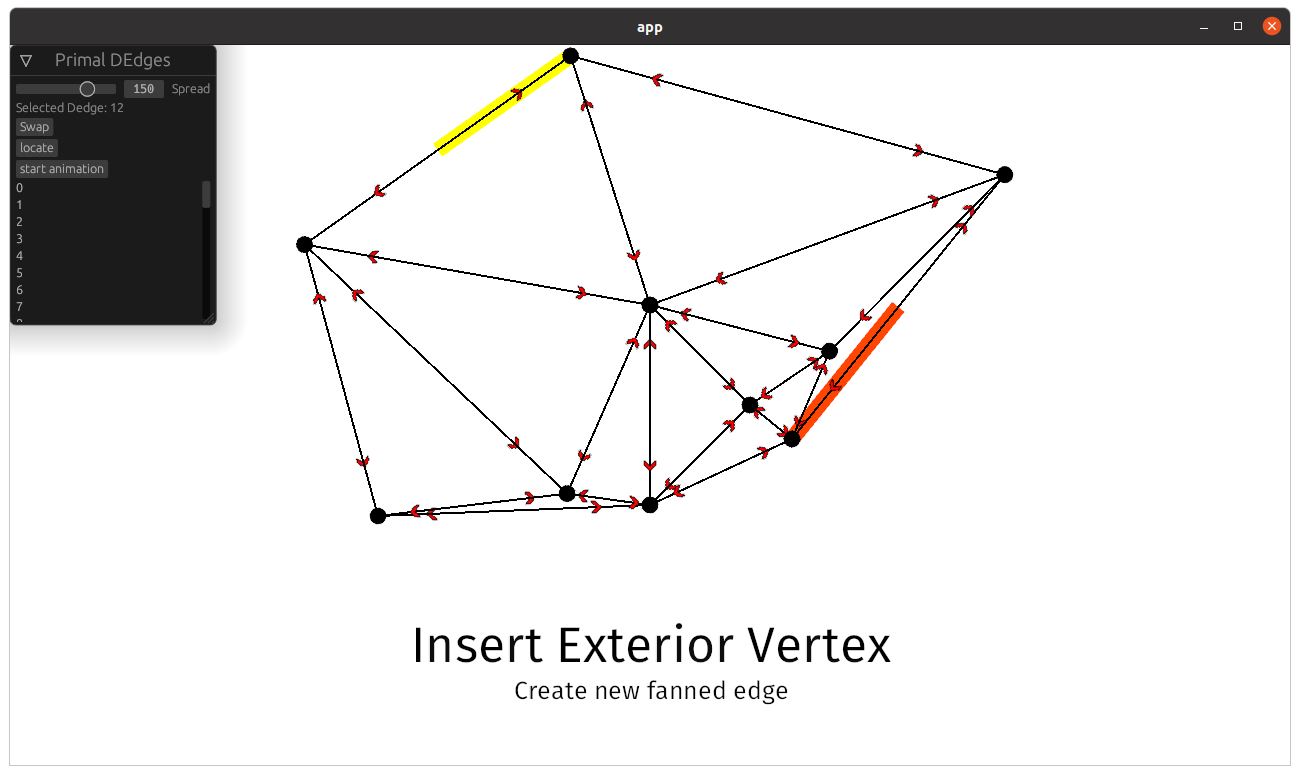 app
Primal DEdges
150 Spread
Selected Dedge: 12
Swap
locate
start animation
0
1
2
3
4
5
6
7
Insert Exterior Vertex
Create new fanned edge